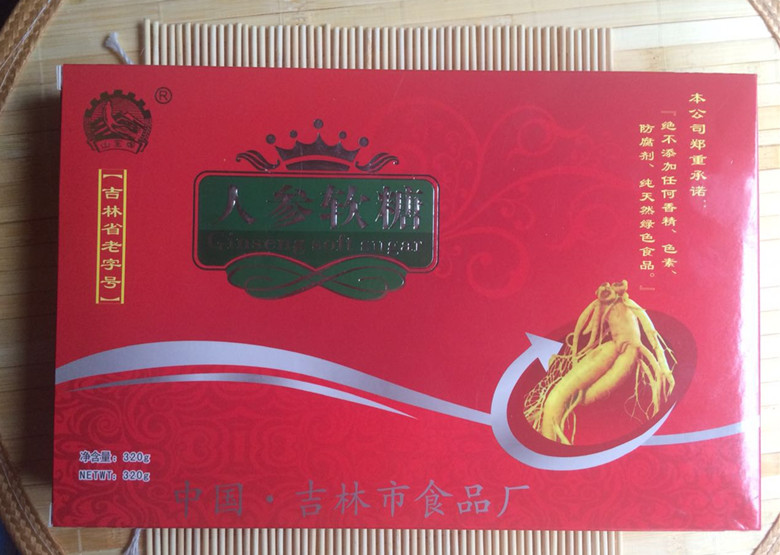 ®
【吉林省老字号】
人参软糖
Ginseng soft sugar
本公司郑重承诺：
『绝不添加任何香精、色素、
防腐剂、纯天然绿色食品。』
净含量：320g
NETWT：320g
中国·吉林市食品厂